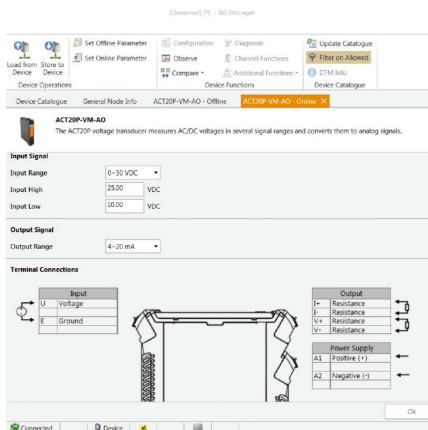 [Unnamed] (*) - WI-Manager
Load from Device
Store to Device
Set Offline Parameter
Set Online Parameter
Device Operations
Configuration
Diagnosis
Observe
Channel Functions
Compare
Additional Functions
Device Functions
Update Catalogue
Filter on Allowed
DTM Info
Device Catalogue
Device Catalogue
General Node Info
ACT20P-VM-AO - Offline
ACT20P-VM-AO - Online ×
ACT20P-VM-AO
The ACT20P voltage transducer measures AC/DC voltages in several signal ranges and converts them to analog signals.
Input Signal
Input Range 0~30 VDC
Input High 25.00 VDC
Input Low 10.00 VDC
Output Signal
Output Range 4~20 mA
Terminal Connections
Input
U Voltage
E Ground
Output
I+ Resistance
I- Resistance
V+ Resistance
V- Resistance
Power Supply
A1 Positive (+)
A2 Negative (-)
Ok
Connected
Device